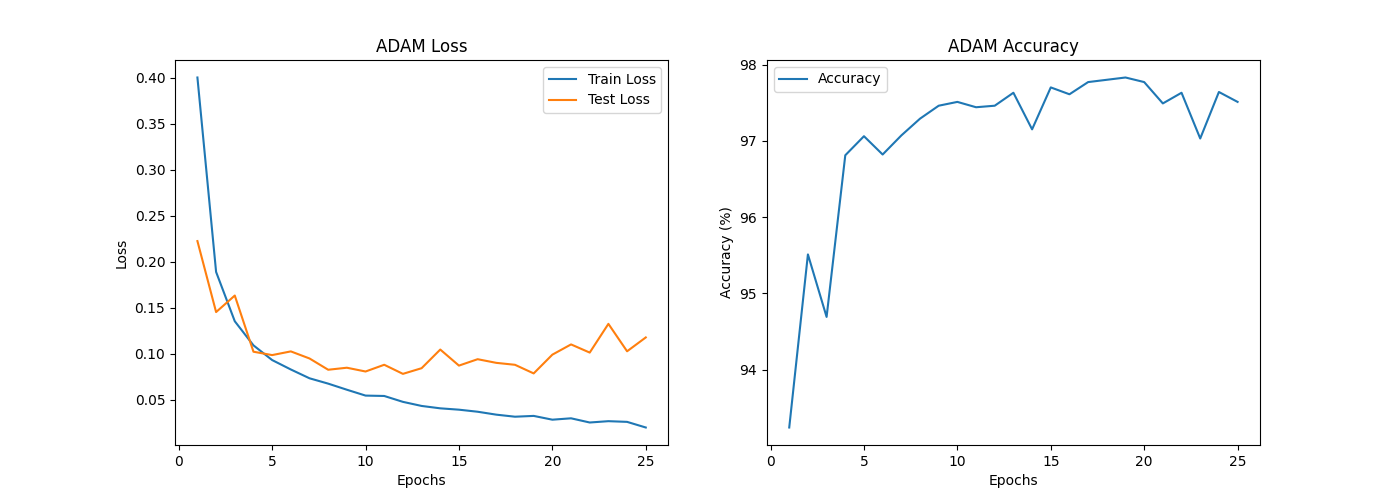 ADAM Loss
Train Loss
Test Loss
0.40
0.35
0.30
0.25
0.20
0.15
0.10
0.05
Loss
0 5 10 15 20 25
Epochs
ADAM Accuracy
Accuracy
98
97
96
95
94
Accuracy (%)
0 5 10 15 20 25
Epochs